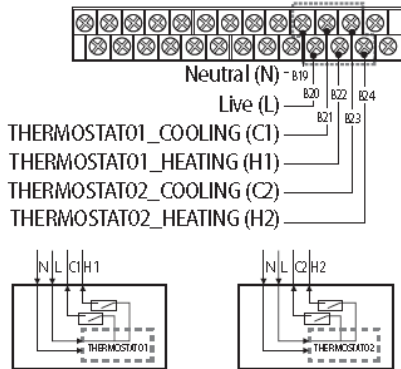 Neutral (N)
B19
Live (L)
B20
B22
B24
THERMOSTAT01_COOLING (C1)
B21
B23
THERMOSTAT01_HEATING (H1)
THERMOSTAT02_COOLING (C2)
THERMOSTAT02_HEATING (H2)
N L C1 H1
N L C2 H2
THERMOSTAT01
THERMOSTAT02